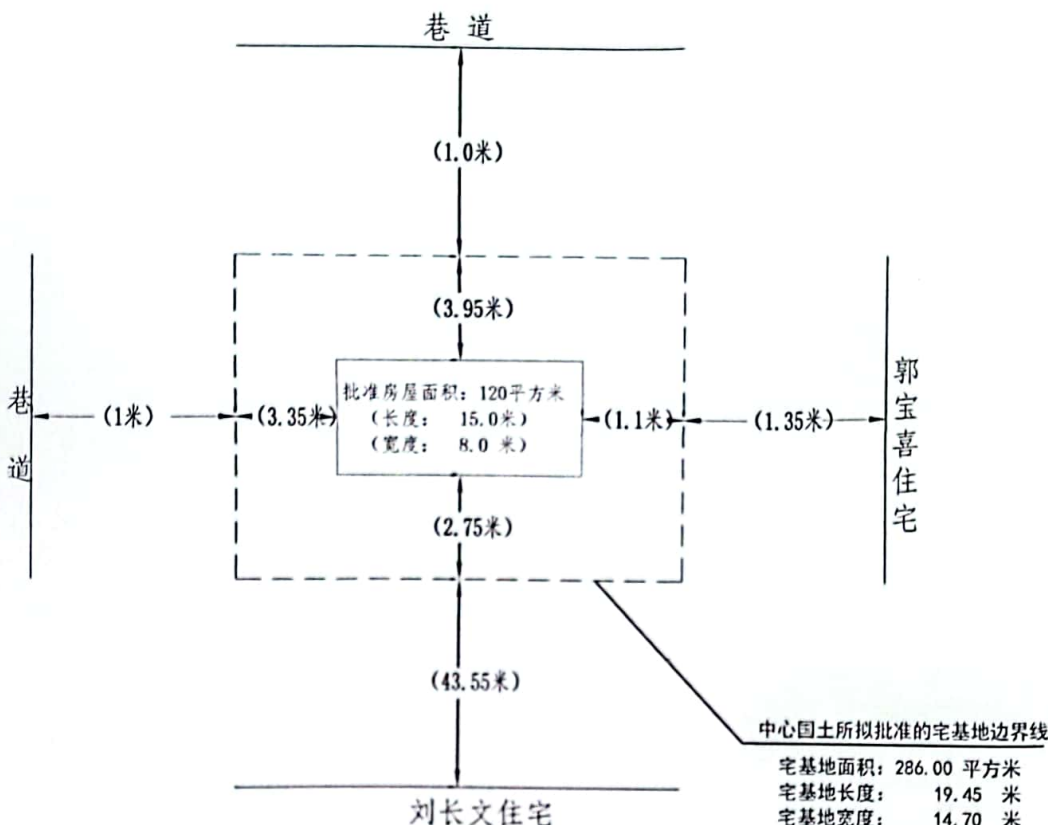 巷 道
(1.0米)
(3.95米)
批准房屋面积: 120平方米
(长度: 15.0米)
(宽度: 8.0 米)
巷道
(1米)
(3.35米)
(1.1米)
(1.35米)
郭宝喜住宅
(2.75米)
(43.55米)
刘长文住宅
中心国土所拟批准的宅基地边界线
宅基地面积: 286.00 平方米
宅基地长度: 19.45 米
宅基地宽度: 14.70 米